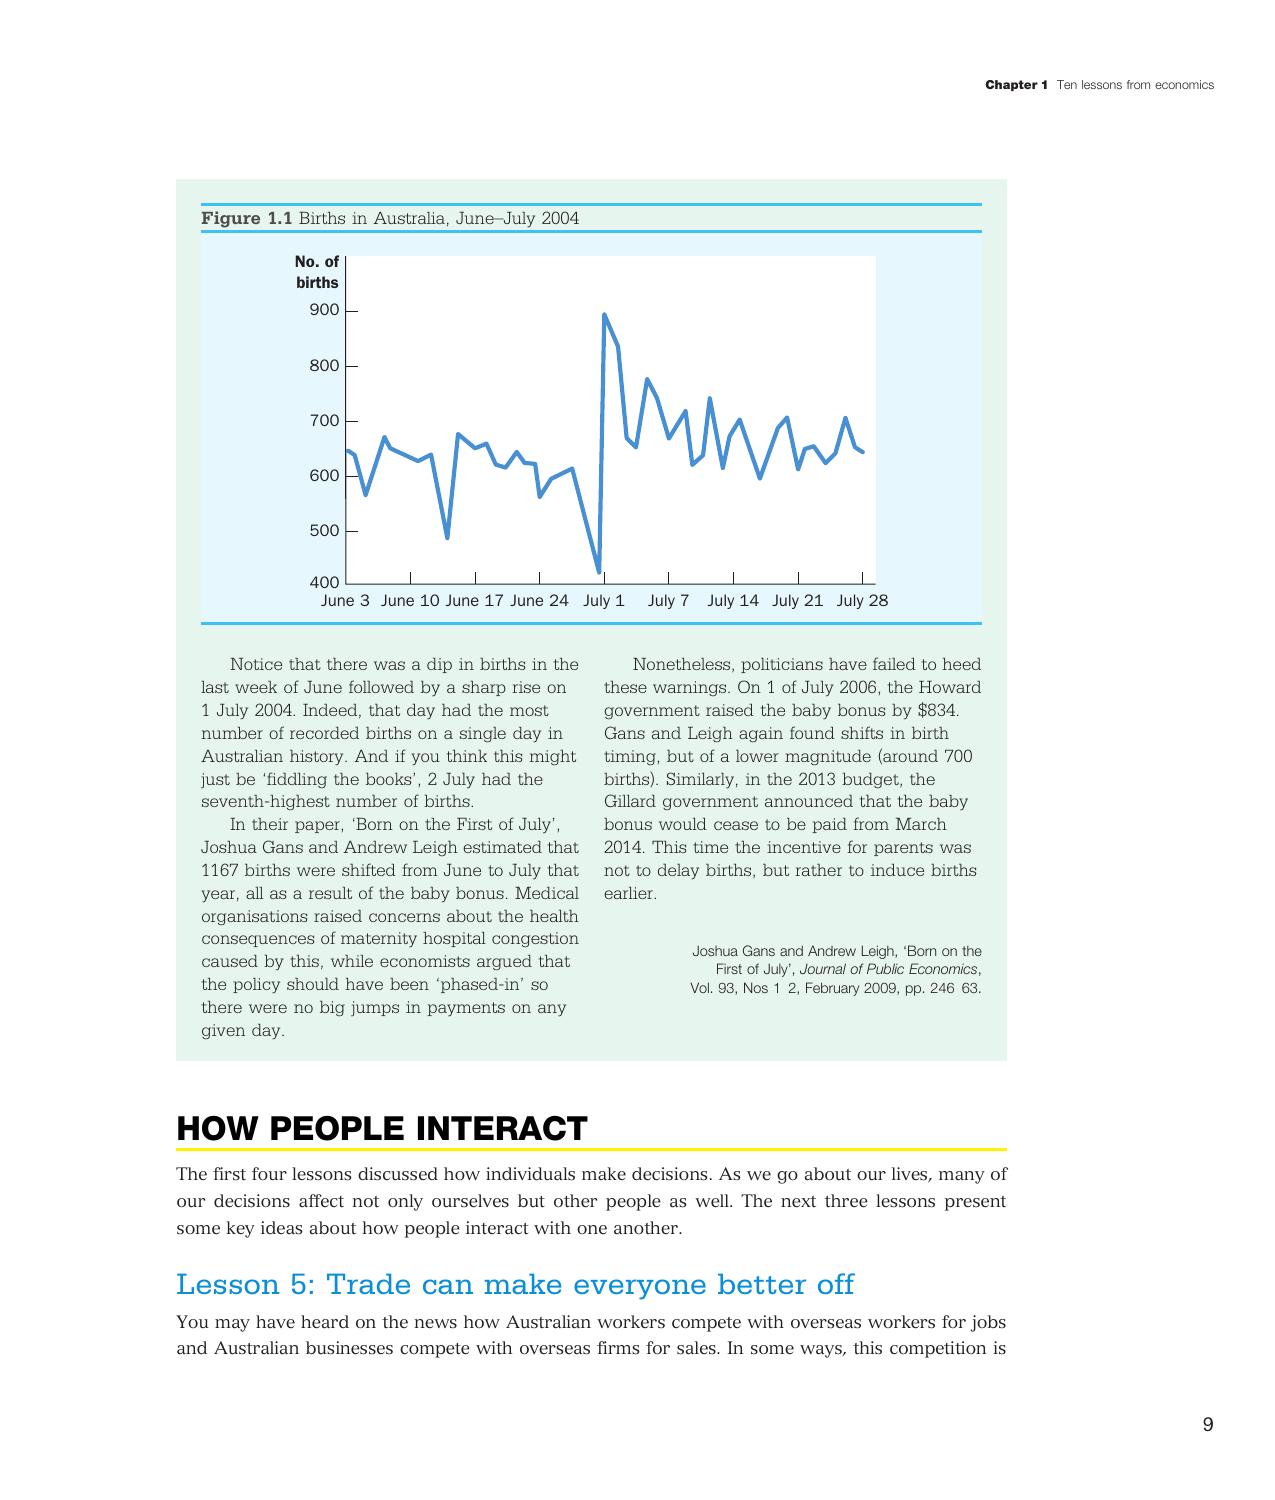 Chapter 1 Ten lessons from economics
Figure 1.1 Births in Australia, June–July 2004
No. of
births
900
800
700
600
500
400
June 3 June 10 June 17 June 24 July 1 July 7 July 14 July 21 July 28
Notice that there was a dip in births in the
last week of June followed by a sharp rise on
1 July 2004. Indeed, that day had the most
number of recorded births on a single day in
Australian history. And if you think this might
just be ‘fiddling the books’, 2 July had the
seventh-highest number of births.
In their paper, ‘Born on the First of July’,
Joshua Gans and Andrew Leigh estimated that
1167 births were shifted from June to July that
year, all as a result of the baby bonus. Medical
organisations raised concerns about the health
consequences of maternity hospital congestion
caused by this, while economists argued that
the policy should have been ‘phased-in’ so
there were no big jumps in payments on any
given day.
Nonetheless, politicians have failed to heed
these warnings. On 1 of July 2006, the Howard
government raised the baby bonus by $834.
Gans and Leigh again found shifts in birth
timing, but of a lower magnitude (around 700
births). Similarly, in the 2013 budget, the
Gillard government announced that the baby
bonus would cease to be paid from March
2014. This time the incentive for parents was
not to delay births, but rather to induce births
earlier.
Joshua Gans and Andrew Leigh, ‘Born on the
First of July’, Journal of Public Economics,
Vol. 93, Nos 1 2, February 2009, pp. 246 63.
HOW PEOPLE INTERACT
The first four lessons discussed how individuals make decisions. As we go about our lives, many of
our decisions affect not only ourselves but other people as well. The next three lessons present
some key ideas about how people interact with one another.
Lesson 5: Trade can make everyone better off
You may have heard on the news how Australian workers compete with overseas workers for jobs
and Australian businesses compete with overseas firms for sales. In some ways, this competition is
9